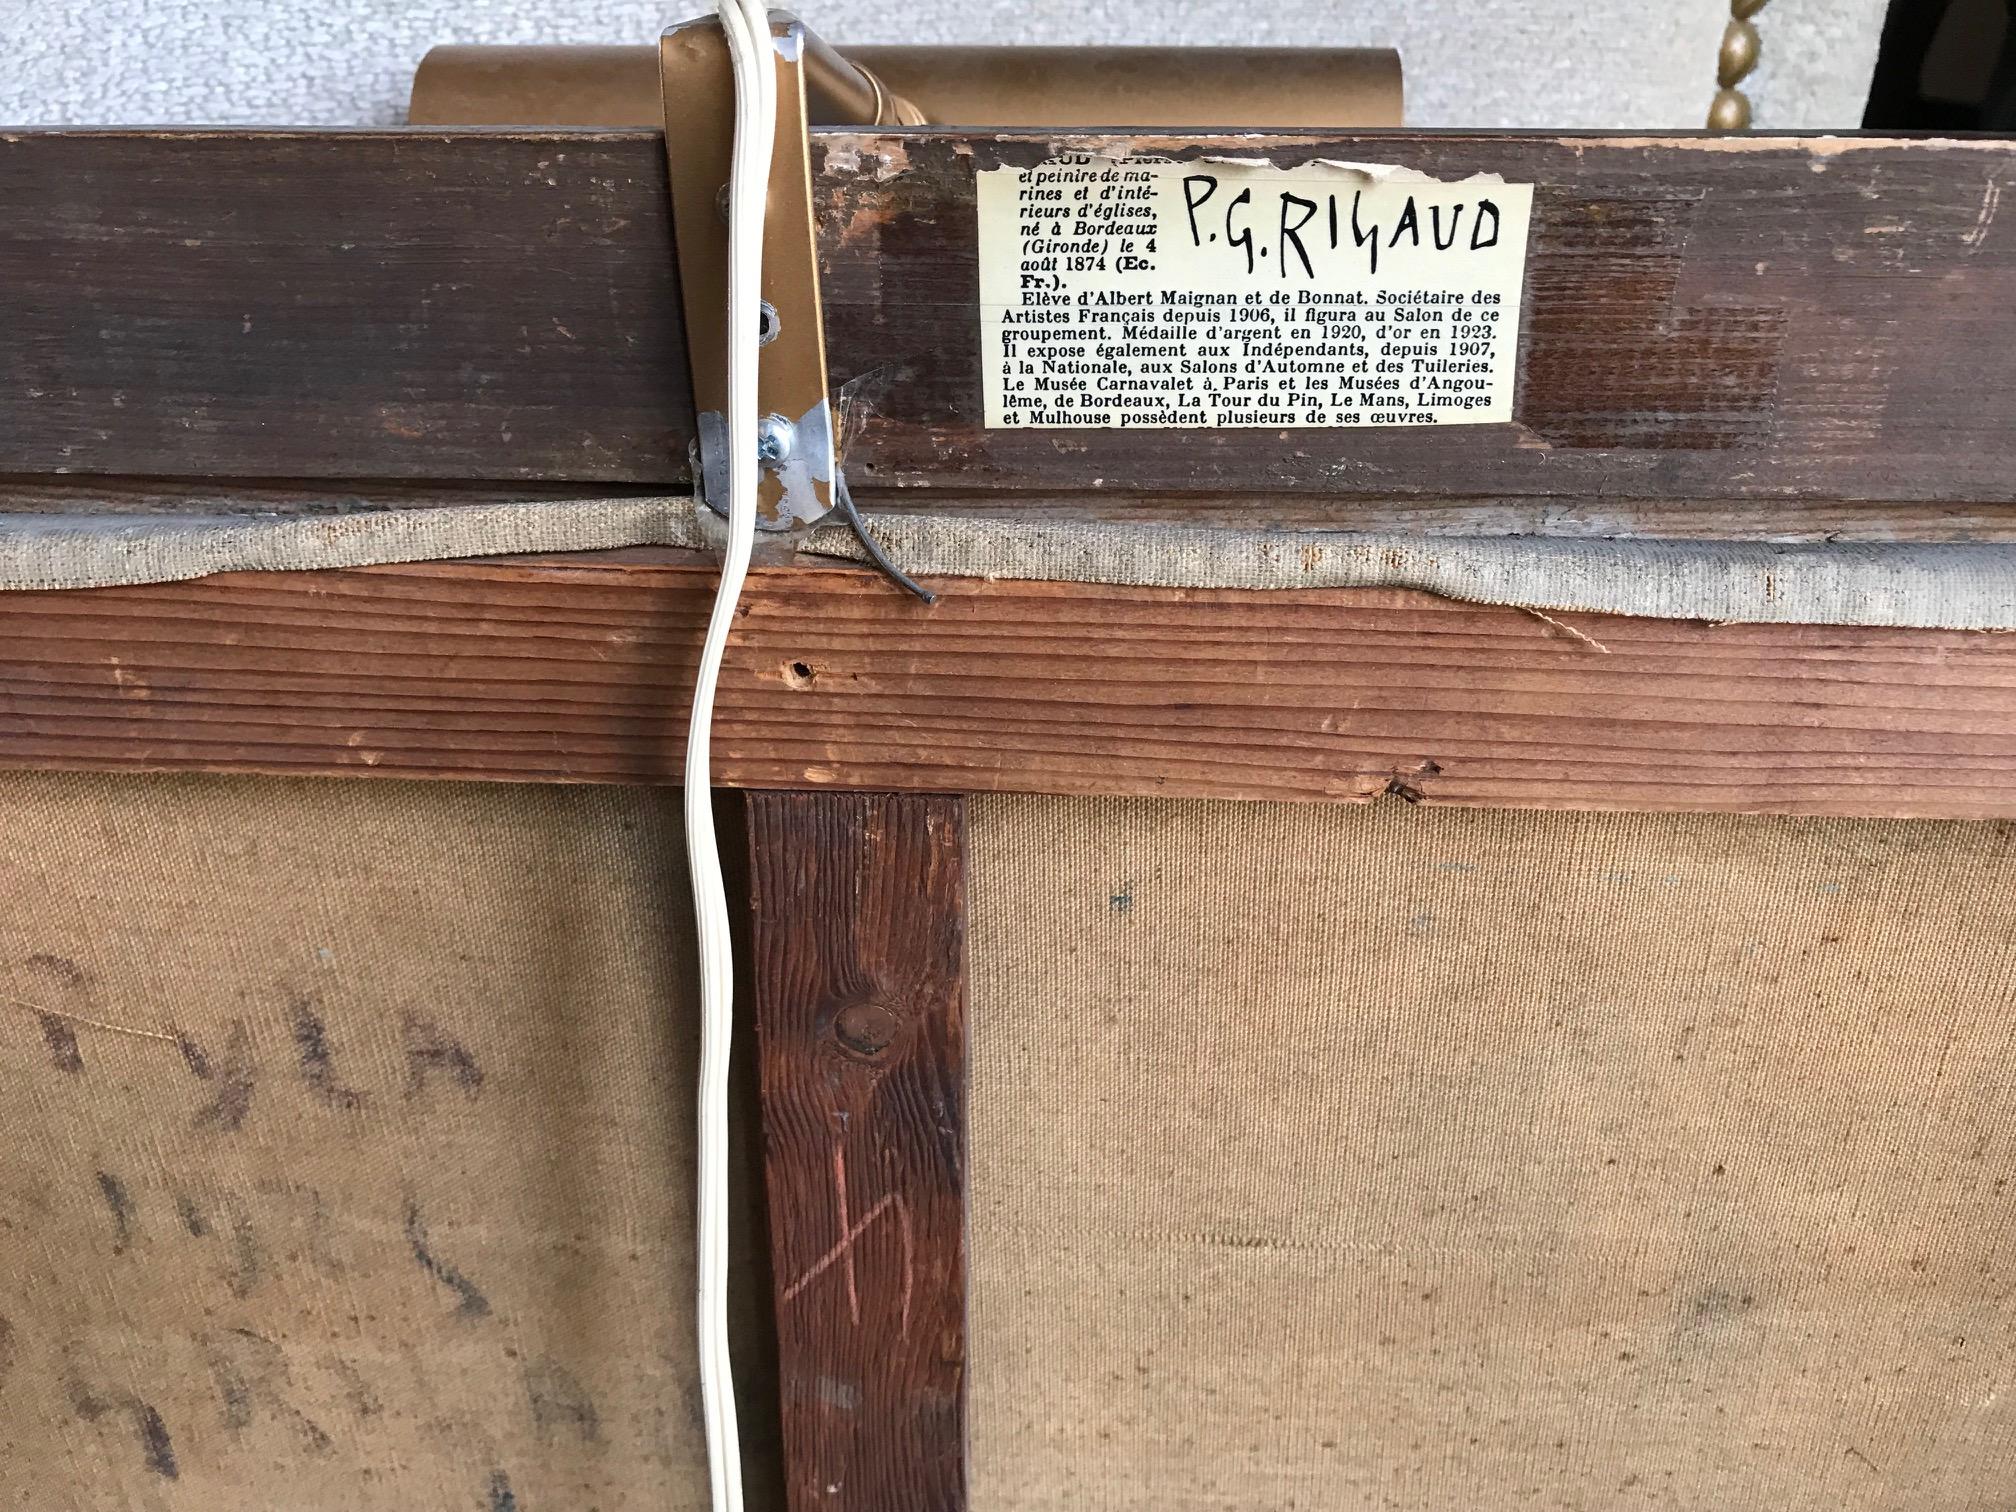 et peintre de ma-
rines et d'inté-
rieurs d'églises,
né à Bordeaux
(Gironde) le 4
août 1874 (Ec.
Fr.).
P.G.RIGAUD
Elève d'Albert Maignan et de Bonnat. Sociétaire des
Artistes Français depuis 1906, il figura au Salon de ce
groupement. Médaille d'argent en 1920, d'or en 1923.
Il expose également aux Indépendants, depuis 1907,
à la Nationale, aux Salons d'Automne et des Tuileries.
Le Musée Carnavalet à Paris et les Musées d'Angou-
lême, de Bordeaux, La Tour du Pin, Le Mans, Limoges
et Mulhouse possèdent plusieurs de ses œuvres.
PYLA